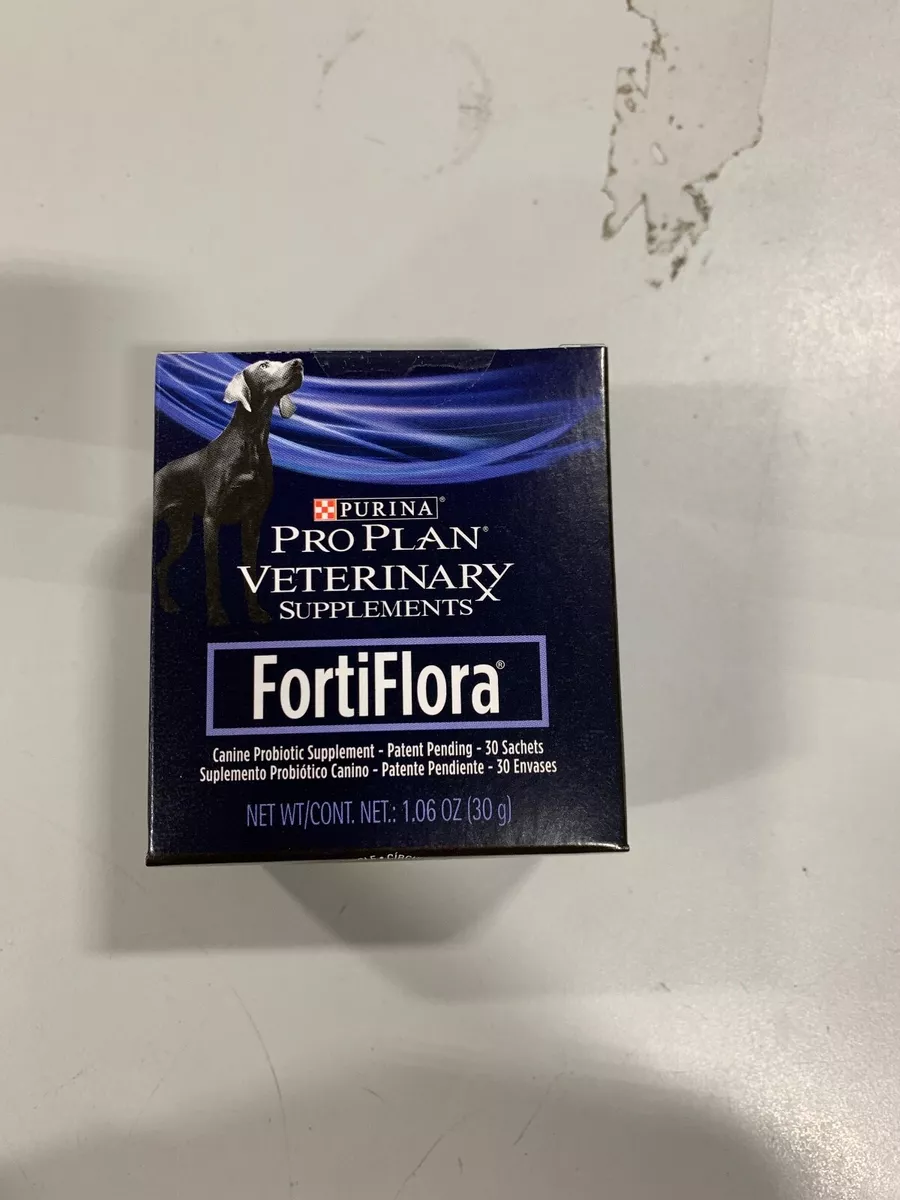 PURINA®
PRO PLAN®
VETERINARY
SUPPLEMENTS
FortiFlora®
Canine Probiotic Supplement - Patent Pending - 30 Sachets
Suplemento Probiótico Canino - Patente Pendiente - 30 Envases
NET WT/CONT. NET.: 1.06 OZ (30 g)